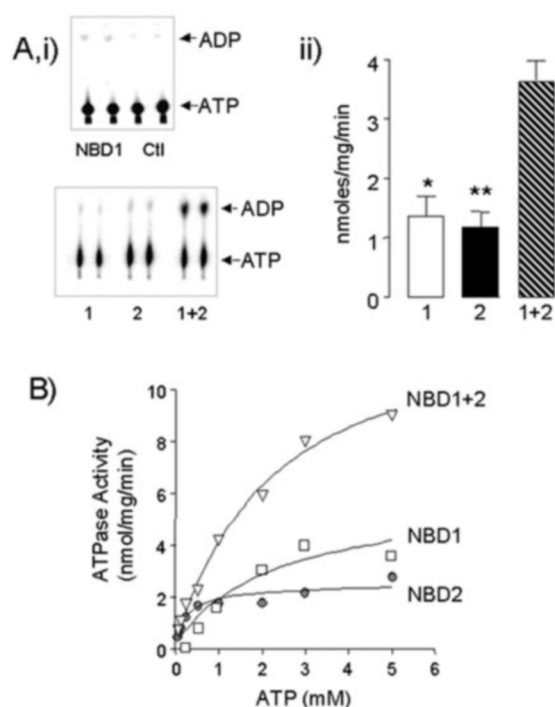 A,i)
ADP
ATP
NBD1 Ctl
ADP
ATP
1 2 1+2
ii)
nmoles/mg/min
4
3
2
1
0
* **
1 2 1+2
B)
ATPase Activity
(nmol/mg/min)
10
8
6
4
2
0
NBD1+2
NBD1
NBD2
0 1 2 3 4 5 6
ATP (mM)